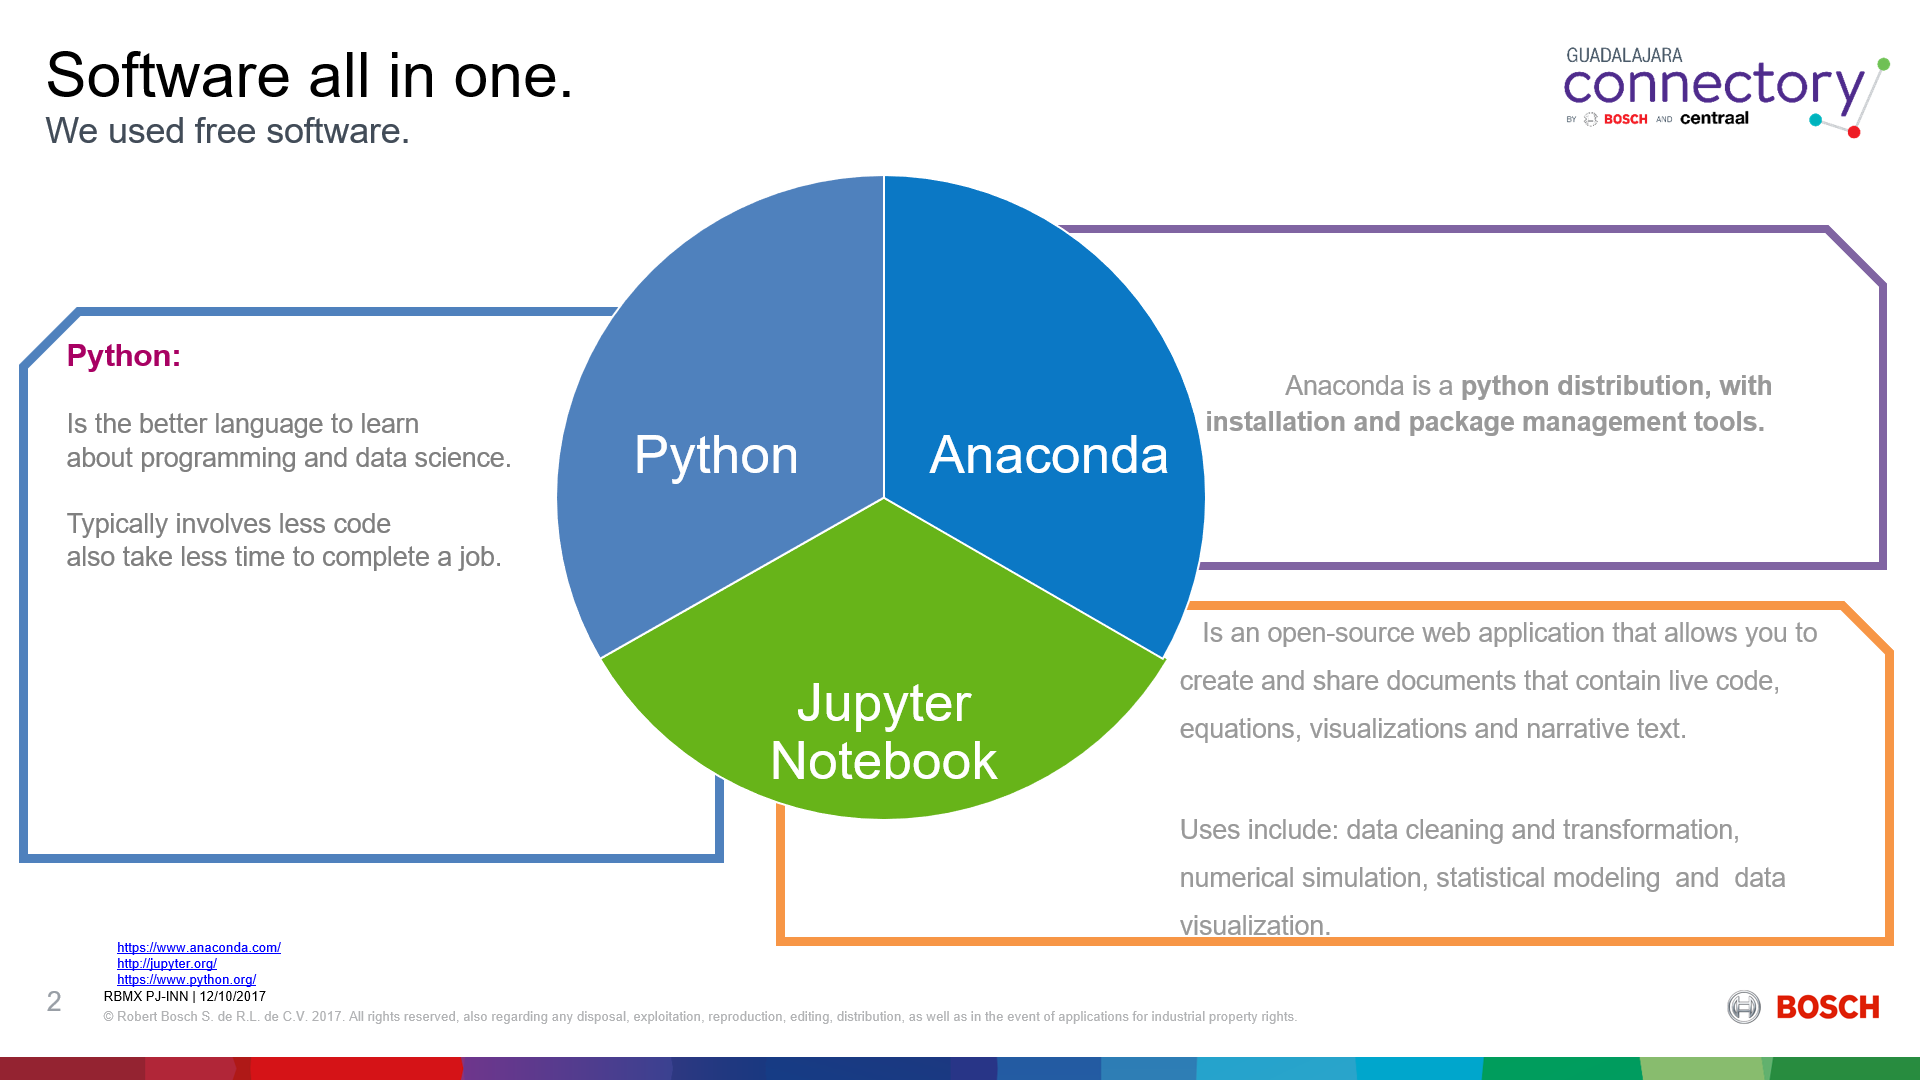 Software all in one.
We used free software.
GUADALAJARA
connectory
BY BOSCH AND centraal
Python:
Is the better language to learn
about programming and data science.
Typically involves less code
also take less time to complete a job.
Python
Anaconda
Jupyter
Notebook
Anaconda is a python distribution, with
installation and package management tools.
Is an open-source web application that allows you to
create and share documents that contain live code,
equations, visualizations and narrative text.
Uses include: data cleaning and transformation,
numerical simulation, statistical modeling and data
visualization.
https://www.anaconda.com/
http://jupyter.org/
https://www.python.org/
2
RBMX PJ-INN | 12/10/2017
© Robert Bosch S. de R.L. de C.V. 2017. All rights reserved, also regarding any disposal, exploitation, reproduction, editing, distribution, as well as in the event of applications for industrial property rights.
BOSCH